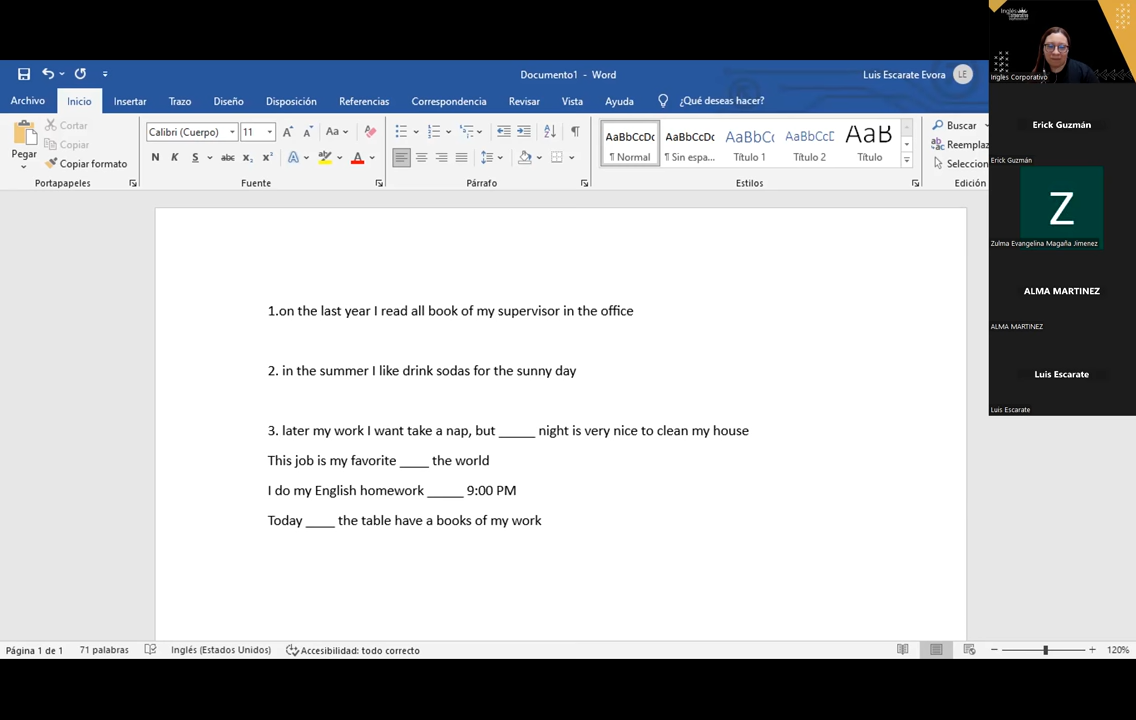 Documento1 - Word
Luis Escarate Evora
LE
Archivo
Inicio
Insertar
Trazo
Diseño
Disposición
Referencias
Correspondencia
Revisar
Vista
Ayuda
¿Qué deseas hacer?
Pegar
Cortar
Copiar
Copiar formato
Portapapeles
Calibri (Cuerpo)
11
Aa
N K S abc x₂ x² A A
Fuente
Párrafo
AaBbCcDc
¶ Normal
AaBbCcDc
¶ Sin espa...
AaBbCc
Título 1
AaBbCcD
Título 2
AaB
Título
Estilos
Buscar
Reemplaz
Seleccion
Edición
1.on the last year I read all book of my supervisor in the office
2. in the summer I like drink sodas for the sunny day
3. later my work I want take a nap, but _____ night is very nice to clean my house
This job is my favorite ____ the world
I do my English homework _____ 9:00 PM
Today ____ the table have a books of my work
Página 1 de 1
71 palabras
Inglés (Estados Unidos)
Accesibilidad: todo correcto
120%
Inglés
Corporativo
Ingles Corporativo
Erick Guzmán
Erick Guzmán
Z
Zulma Evangelina Magaña Jimenez
ALMA MARTINEZ
ALMA MARTINEZ
Luis Escarate
Luis Escarate